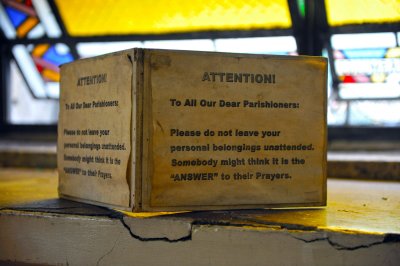 ATTENTION!
To All Our Dear Parishioners:
Please do not leave your
personal belongings unattended.
Somebody might think it is the
"ANSWER" to their Prayers.
ATTENTION!
To All Our Dear Parishioners:
Please do not leave your
personal belongings unattended.
Somebody might think it is the
"ANSWER" to their Prayers.